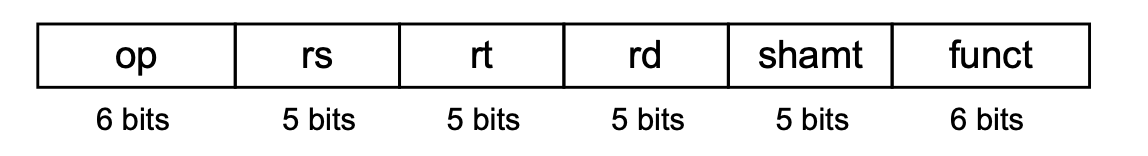 op rs rt rd shamt funct
6 bits 5 bits 5 bits 5 bits 5 bits 6 bits